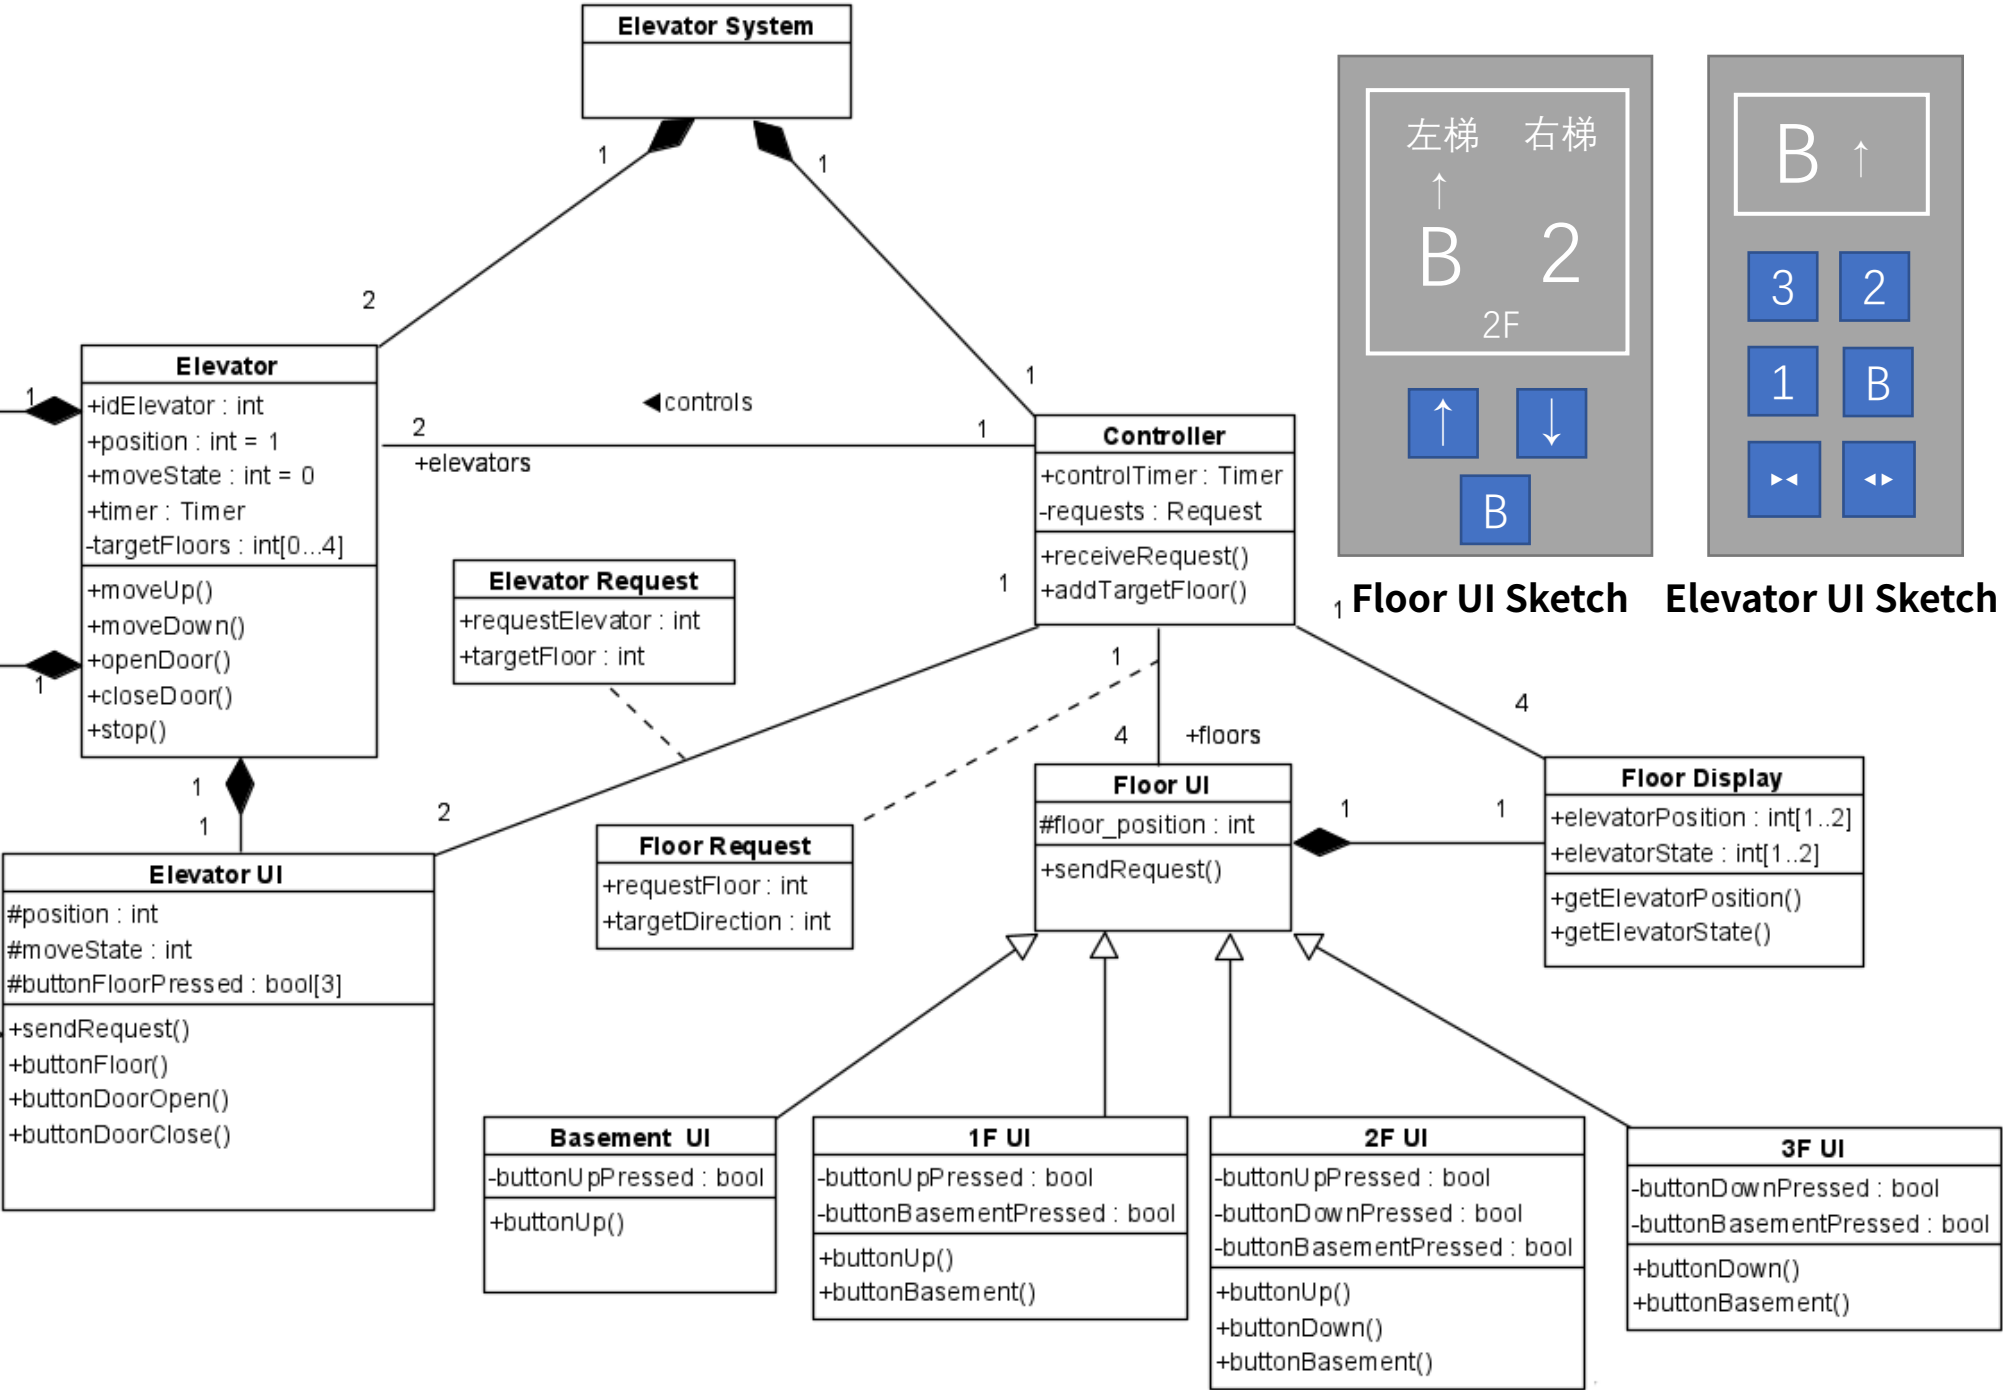 Elevator System
1
1
2
1
Elevator
+idElevator : int
+position : int = 1
+moveState : int = 0
+timer : Timer
-targetFloors : int[0...4]
+moveUp()
+moveDown()
+openDoor()
+closeDoor()
+stop()
1
1
◄controls
2
1
+elevators
Controller
+controlTimer : Timer
-requests : Request
+receiveRequest()
+addTargetFloor()
左梯 右梯
↑
B 2
2F
↑ ↓
B
Floor UI Sketch
B ↑
3 2
1 B
►◄ ◄►
Elevator UI Sketch
Elevator Request
+requestElevator : int
+targetFloor : int
1
1
1
4
+floors
4
2
1
1
Elevator UI
#position : int
#moveState : int
#buttonFloorPressed : bool[3]
+sendRequest()
+buttonFloor()
+buttonDoorOpen()
+buttonDoorClose()
Floor Request
+requestFloor : int
+targetDirection : int
Floor UI
#floor_position : int
+sendRequest()
1
1
Floor Display
+elevatorPosition : int[1..2]
+elevatorState : int[1..2]
+getElevatorPosition()
+getElevatorState()
Basement UI
-buttonUpPressed : bool
+buttonUp()
1F UI
-buttonUpPressed : bool
-buttonBasementPressed : bool
+buttonUp()
+buttonBasement()
2F UI
-buttonUpPressed : bool
-buttonDownPressed : bool
-buttonBasementPressed : bool
+buttonUp()
+buttonDown()
+buttonBasement()
3F UI
-buttonDownPressed : bool
-buttonBasementPressed : bool
+buttonDown()
+buttonBasement()